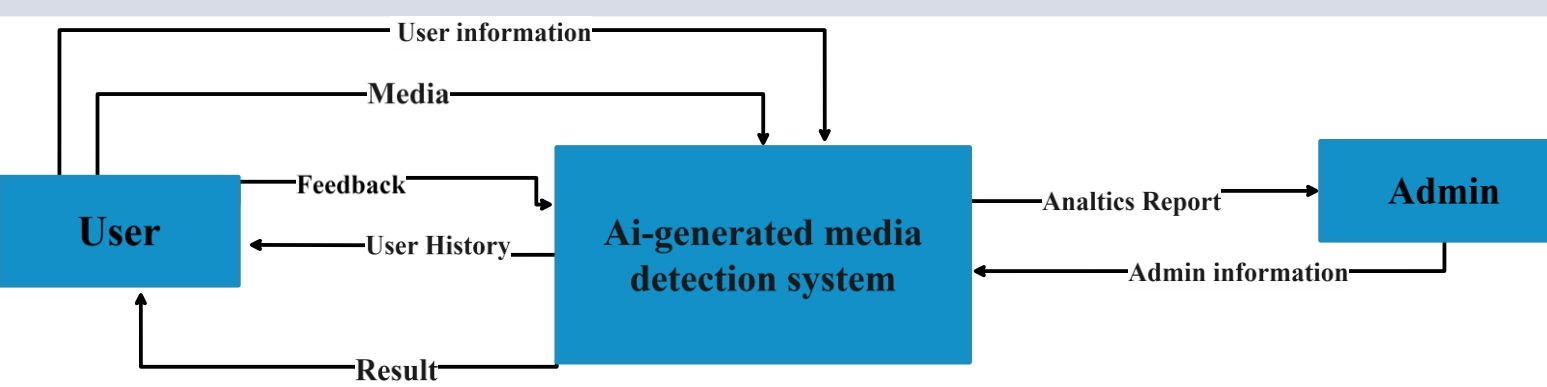 User information
Media
Feedback
User
User History
Result
Ai-generated media
detection system
Analtics Report
Admin
Admin information